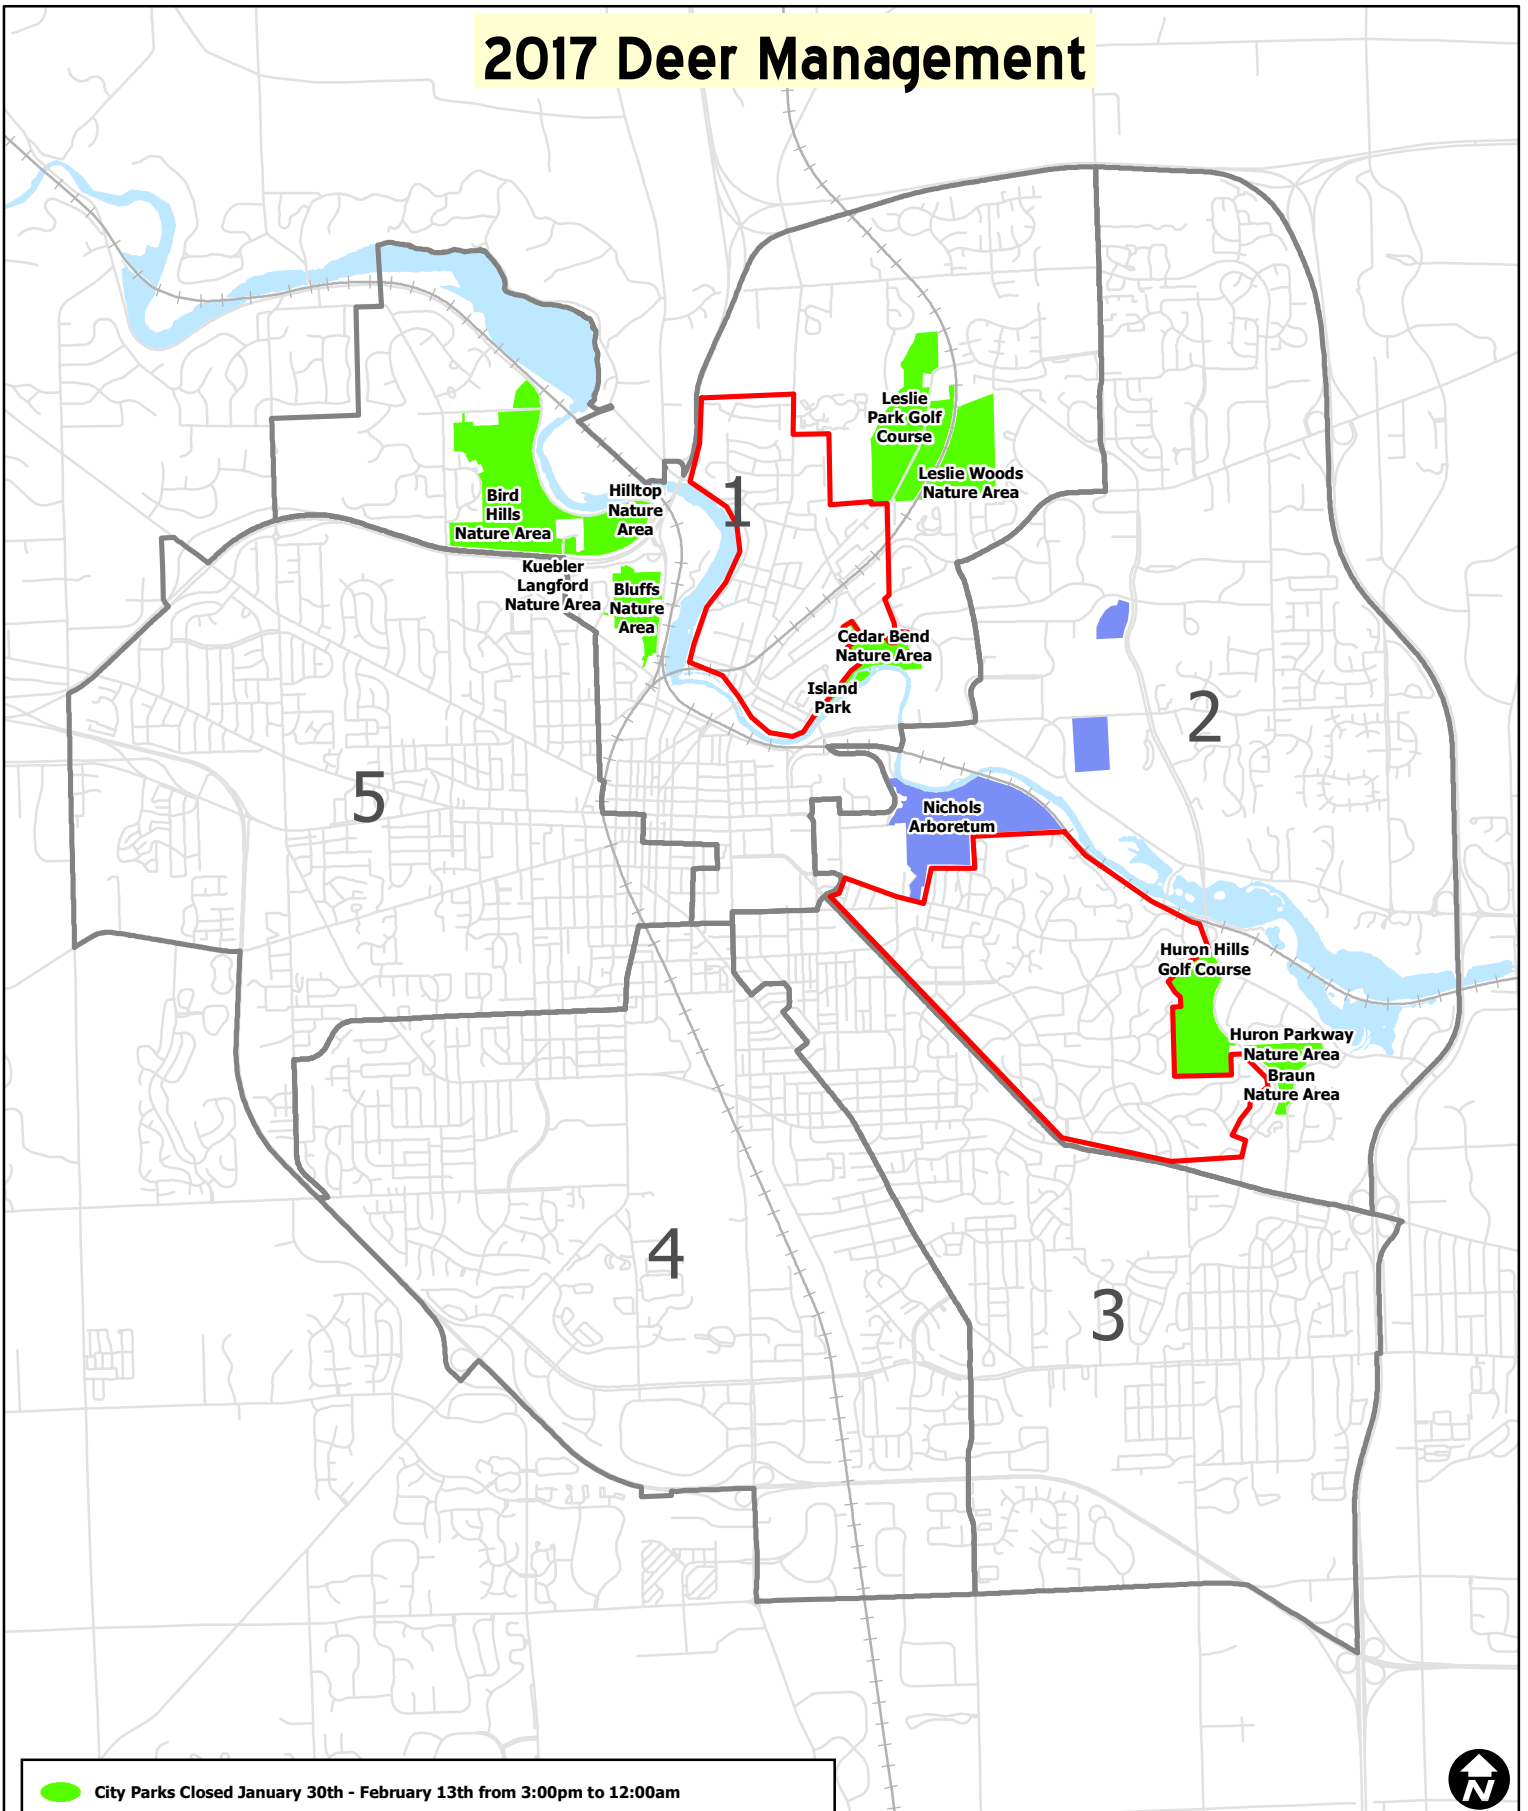 2017 Deer Management
Leslie
Park Golf
Course
Leslie Woods
Nature Area
Bird
Hills
Nature Area
Hilltop
Nature
Area
1
Kuebler
Langford
Nature Area
Bluffs
Nature
Area
Cedar Bend
Nature Area
Island
Park
2
5
Nichols
Arboretum
Huron Hills
Golf Course
Huron Parkway
Nature Area
Braun
Nature Area
4
3
City Parks Closed January 30th - February 13th from 3:00pm to 12:00am
N